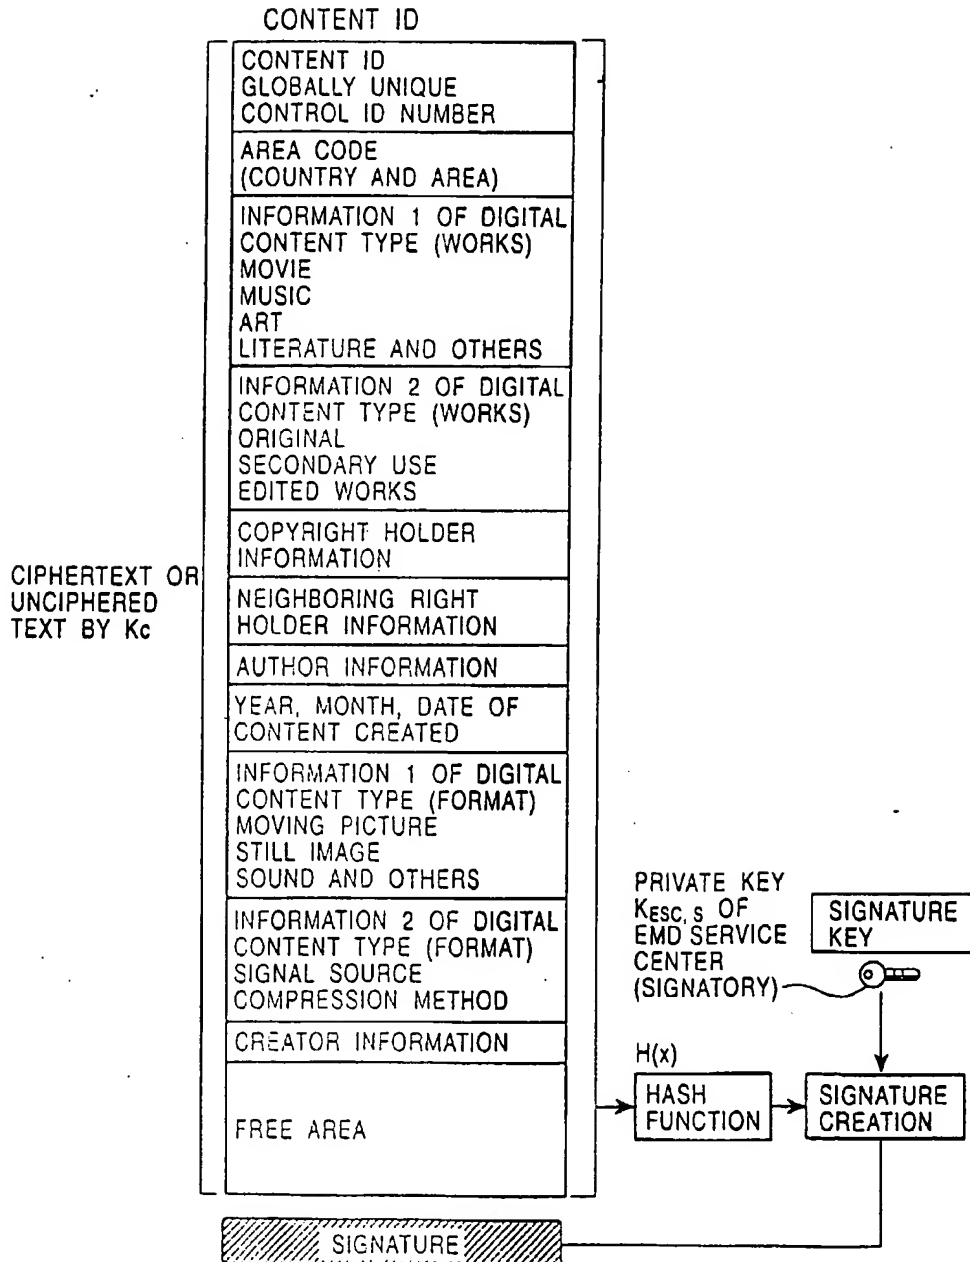 CONTENT ID
CONTENT ID
GLOBALLY UNIQUE
CONTROL ID NUMBER
AREA CODE
(COUNTRY AND AREA)
INFORMATION 1 OF DIGITAL
CONTENT TYPE (WORKS)
MOVIE
MUSIC
ART
LITERATURE AND OTHERS
INFORMATION 2 OF DIGITAL
CONTENT TYPE (WORKS)
ORIGINAL
SECONDARY USE
EDITED WORKS
COPYRIGHT HOLDER
INFORMATION
CIPHERTEXT OR
UNCIPHERED
TEXT BY Kc
NEIGHBORING RIGHT
HOLDER INFORMATION
AUTHOR INFORMATION
YEAR, MONTH, DATE OF
CONTENT CREATED
INFORMATION 1 OF DIGITAL
CONTENT TYPE (FORMAT)
MOVING PICTURE
STILL IMAGE
SOUND AND OTHERS
INFORMATION 2 OF DIGITAL
CONTENT TYPE (FORMAT)
SIGNAL SOURCE
COMPRESSION METHOD
CREATOR INFORMATION
FREE AREA
PRIVATE KEY
KESC, S OF
EMD SERVICE
CENTER
(SIGNATORY)
SIGNATURE
KEY
H(x)
HASH
FUNCTION
SIGNATURE
CREATION
SIGNATURE